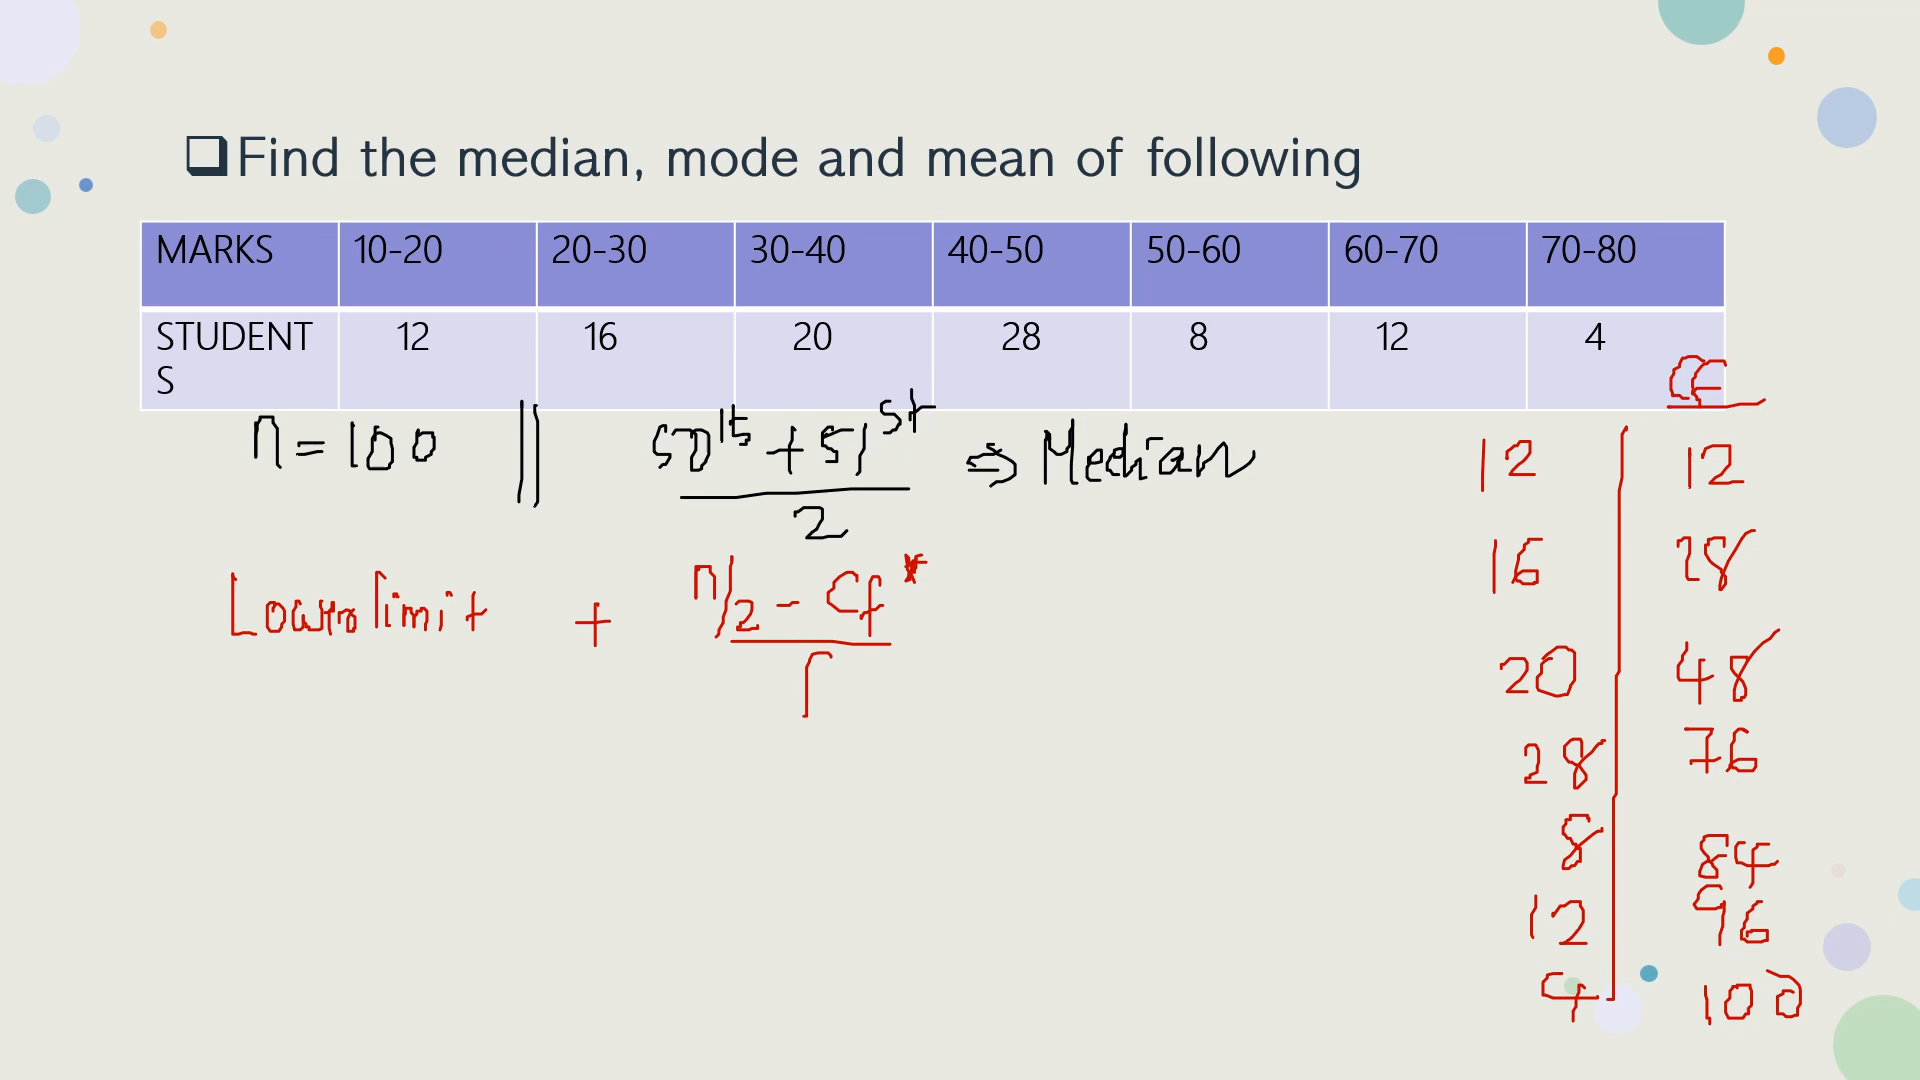 Find the median, mode and mean of following
MARKS 10-20 20-30 30-40 40-50 50-60 60-70 70-80
STUDENT
S 12 16 20 28 8 12 4
CF
n = 100 || + 51st ⇒ Median
2
12 12
Lower limit + n/2 - Cf *
f
16 28
20 48
28 76
8 84
12 96
4 100